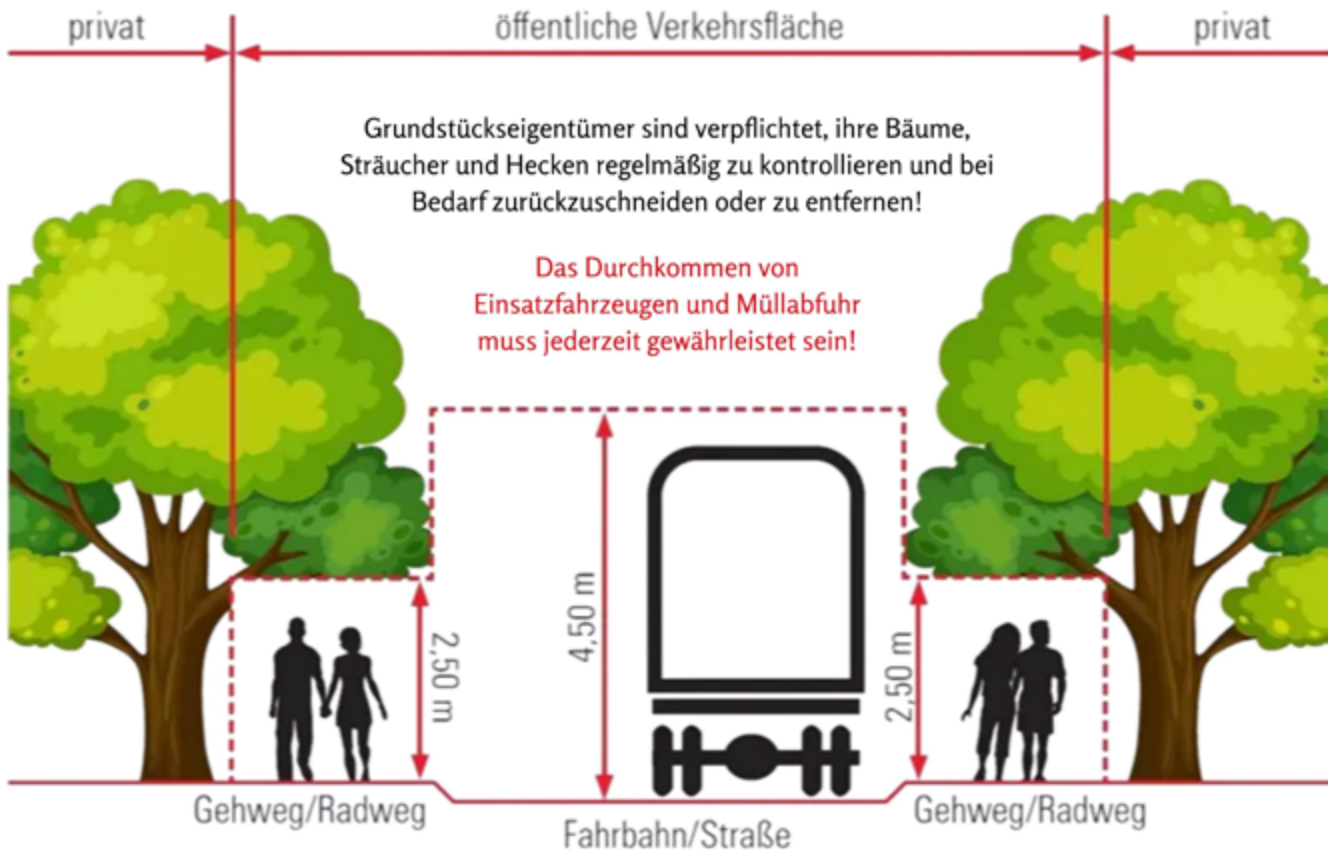 privat
öffentliche Verkehrsfläche
privat
Grundstückseigentümer sind verpflichtet, ihre Bäume,
Sträucher und Hecken regelmäßig zu kontrollieren und bei
Bedarf zurückzuschneiden oder zu entfernen!
Das Durchkommen von
Einsatzfahrzeugen und Müllabfuhr
muss jederzeit gewährleistet sein!
2,50 m
4,50 m
2,50 m
Gehweg/Radweg
Fahrbahn/Straße
Gehweg/Radweg